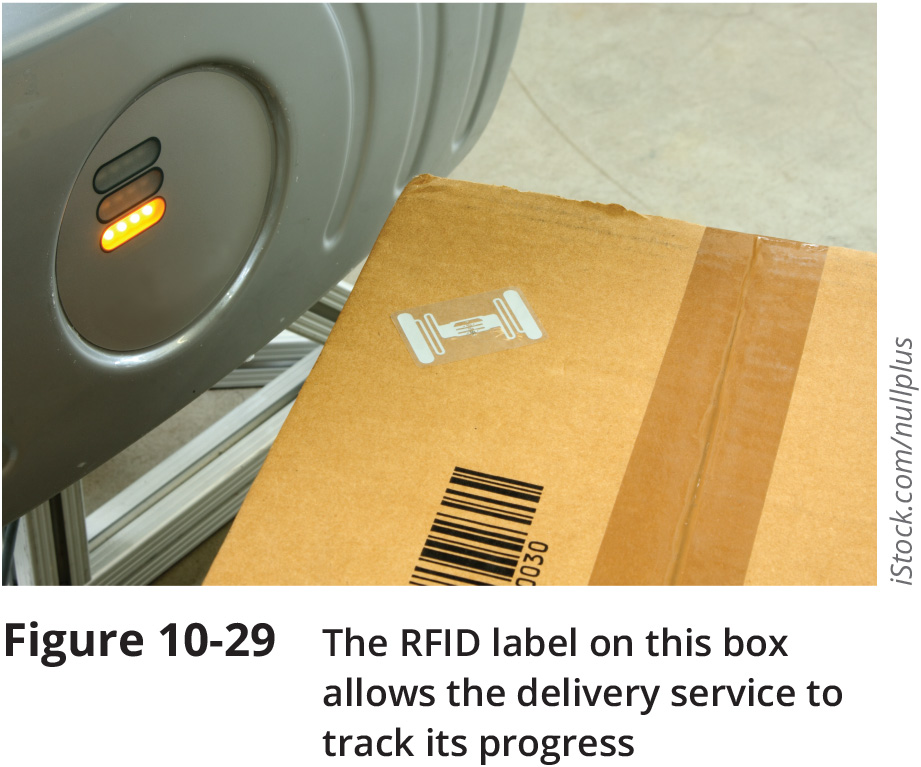 0030
iStock.com/nullplus
Figure 10-29 The RFID label on this box
allows the delivery service to
track its progress